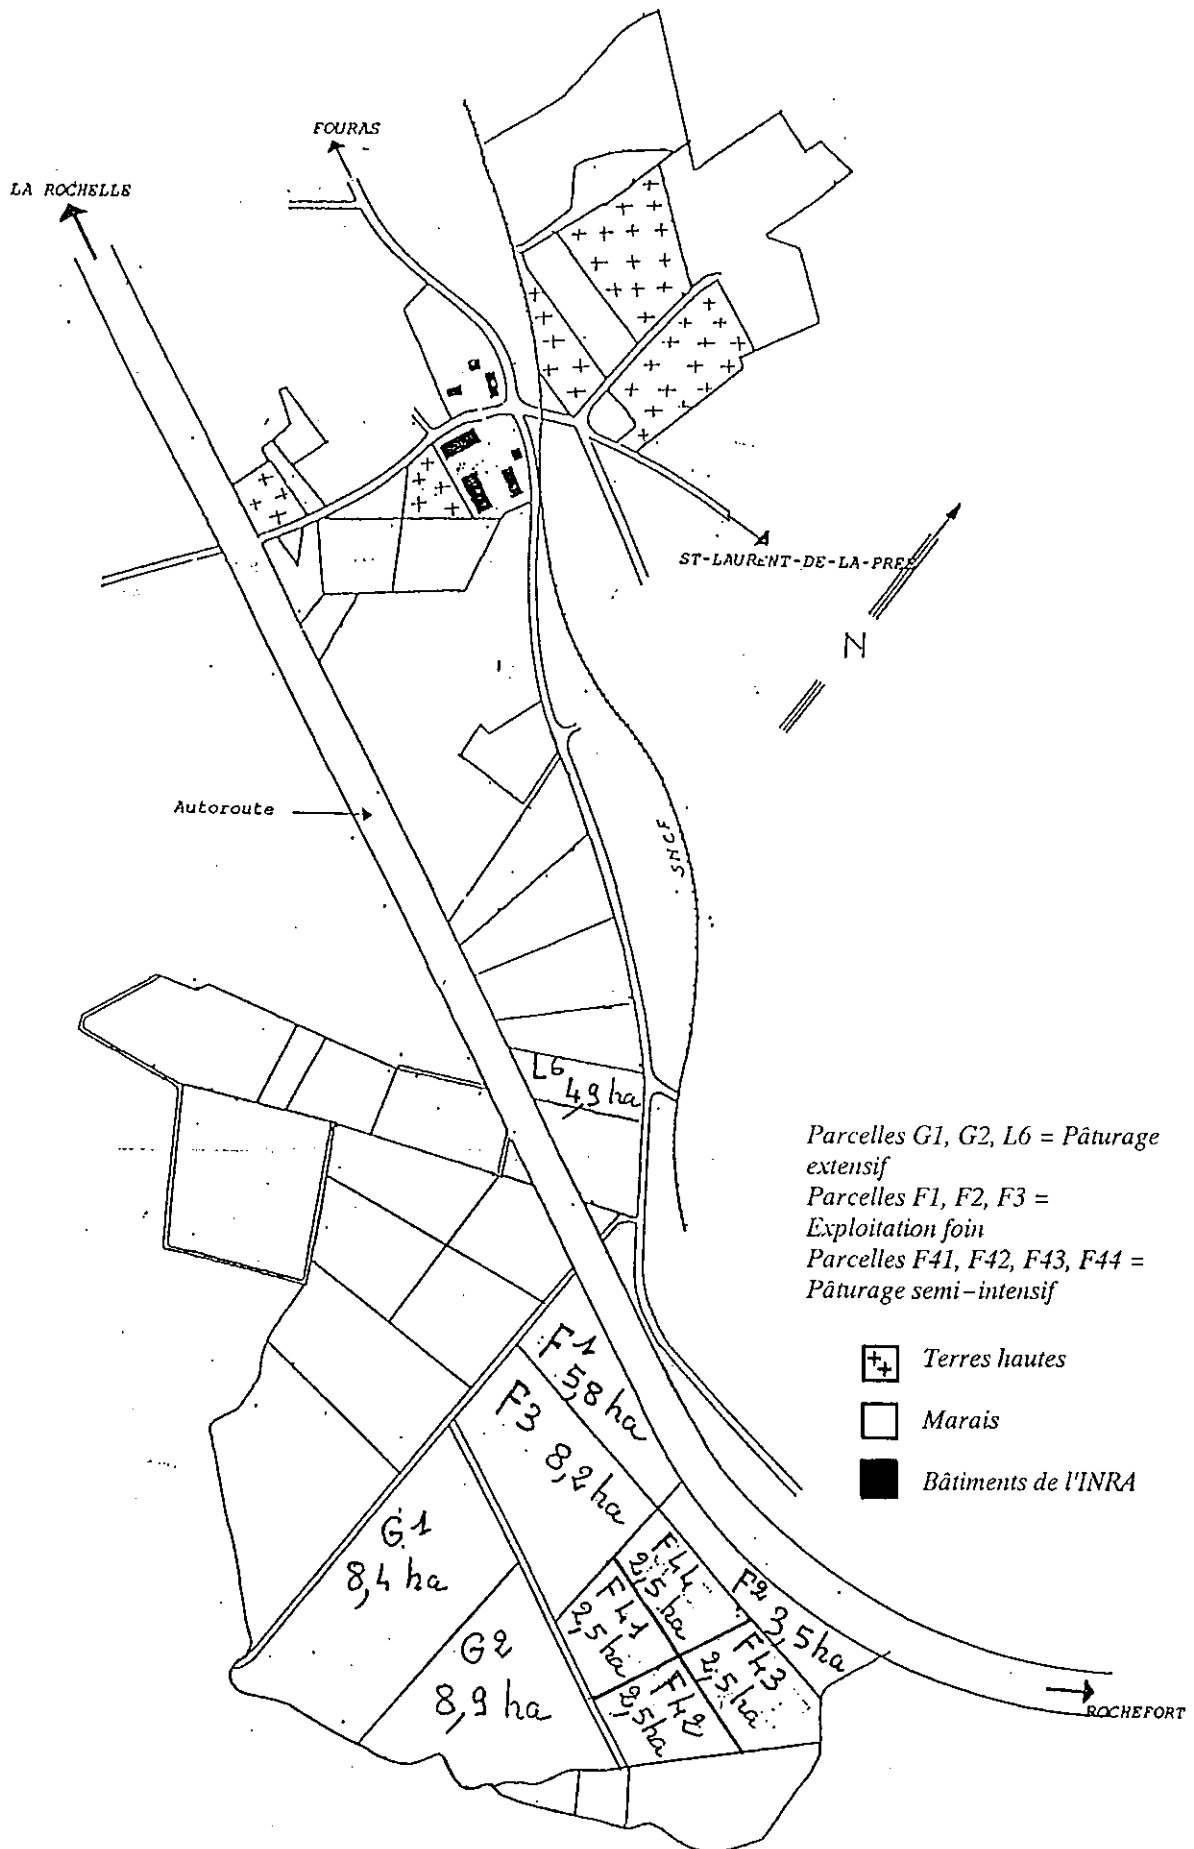 FOURAS
LA ROCHELLE
ST-LAURENT-DE-LA-PREE
N
Autoroute
SNCF
L6
4,9 ha
Parcelles G1, G2, L6 = Pâturage
extensif
Parcelles F1, F2, F3 =
Exploitation foin
Parcelles F41, F42, F43, F44 =
Pâturage semi-intensif
Terres hautes
Marais
Bâtiments de l'INRA
F1
5,8 ha
F3
8,2 ha
G1
8,4 ha
G2
8,9 ha
F44
2,5 ha
F41
2,5 ha
F2
3,5 ha
F43
2,5 ha
F42
2,5 ha
ROCHEFORT